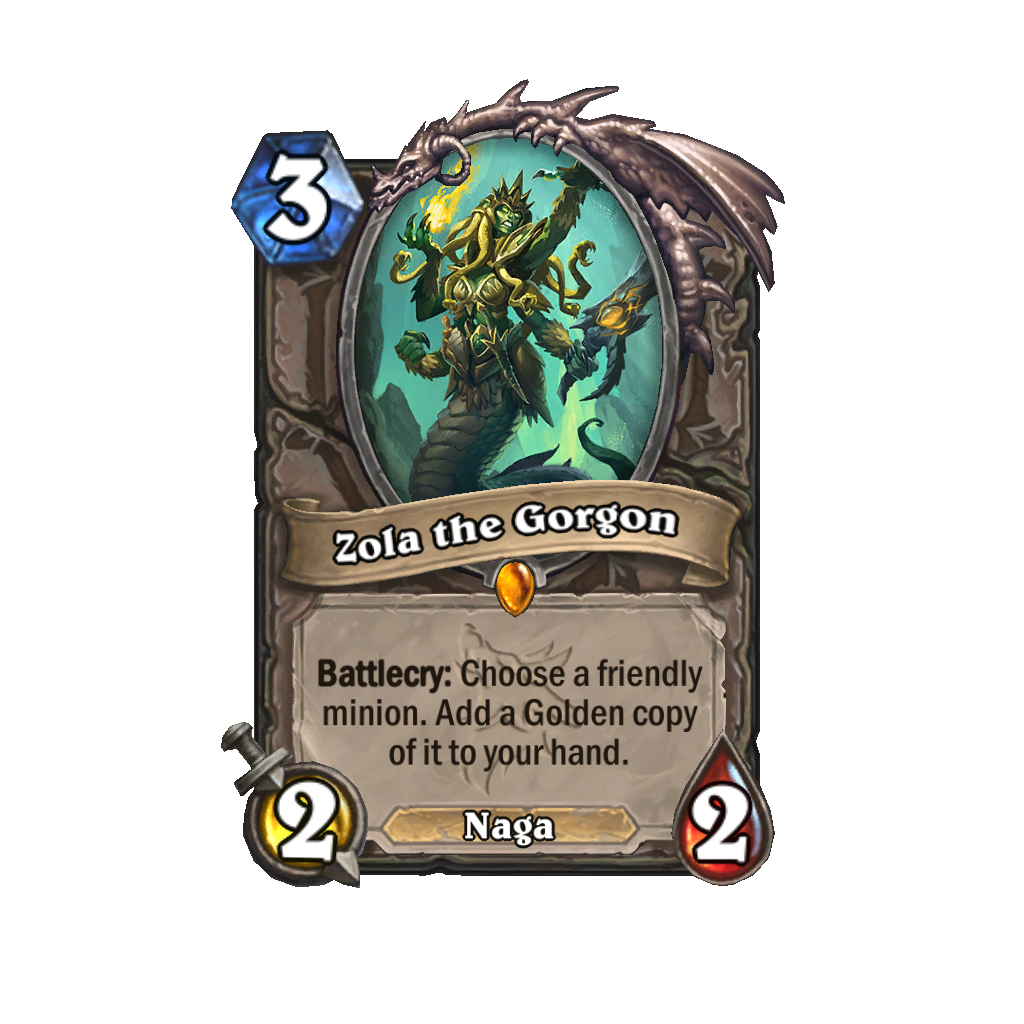 3
Zola the Gorgon
Battlecry: Choose a friendly
minion. Add a Golden copy
of it to your hand.
2
Naga
2